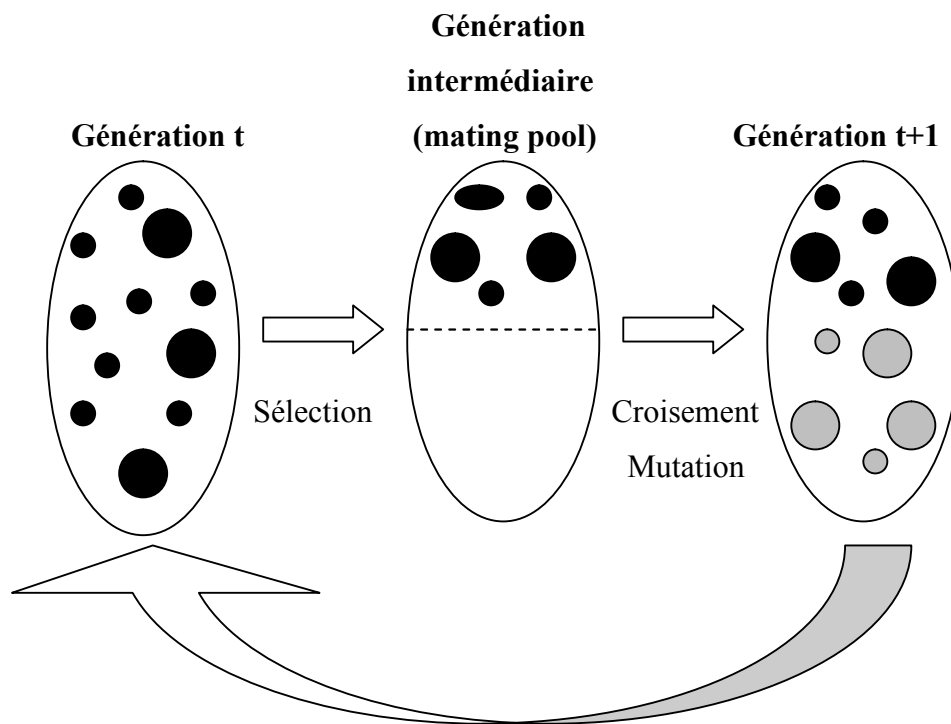 Génération
intermédiaire
(mating pool)
Génération t
Génération t+1
Sélection
Croisement
Mutation